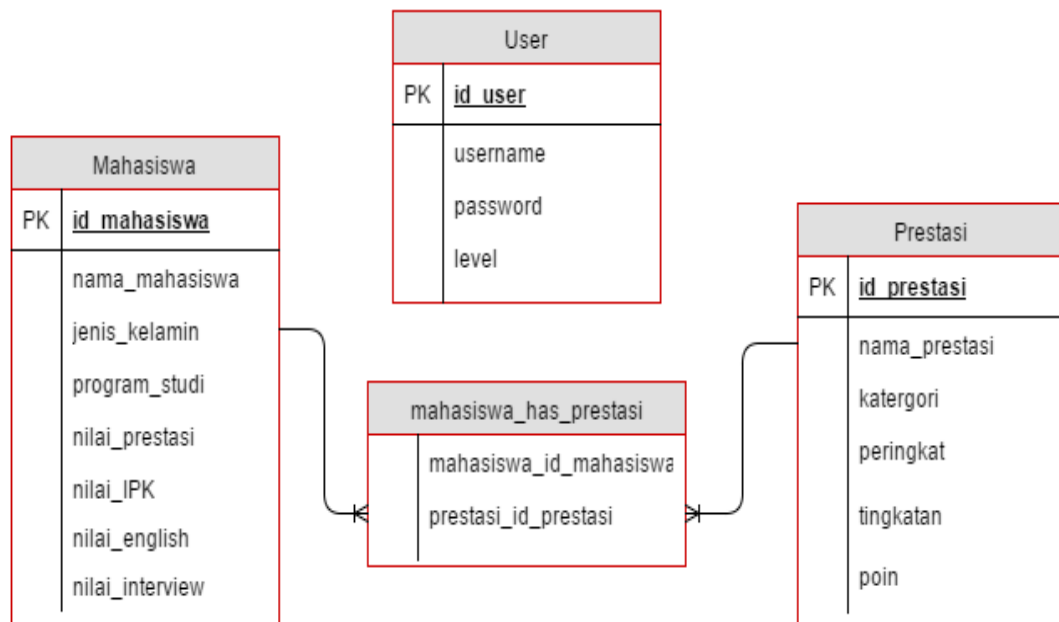 User
PK id_user
username
password
level
Mahasiswa
PK id_mahasiswa
nama_mahasiswa
jenis_kelamin
program_studi
nilai_prestasi
nilai_IPK
nilai_english
nilai_interview
mahasiswa_has_prestasi
mahasiswa_id_mahasiswa
prestasi_id_prestasi
Prestasi
PK id_prestasi
nama_prestasi
katergori
peringkat
tingkatan
poin